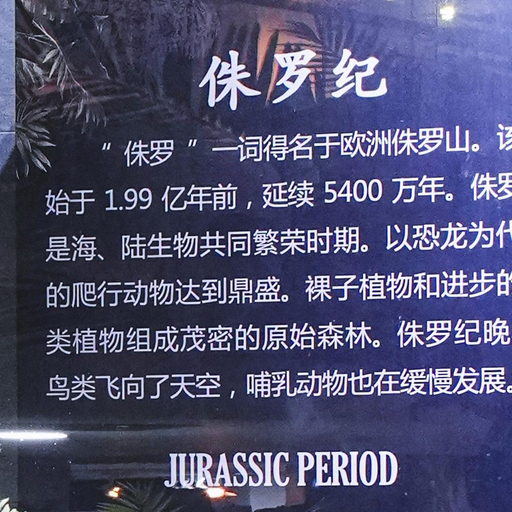 侏罗纪
“侏罗”一词得名于欧洲侏罗山。该
始于 1.99 亿年前，延续 5400 万年。侏罗
是海、陆生物共同繁荣时期。以恐龙为代
的爬行动物达到鼎盛。裸子植物和进步的
类植物组成茂密的原始森林。侏罗纪晚
鸟类飞向了天空，哺乳动物也在缓慢发展。
JURASSIC PERIOD